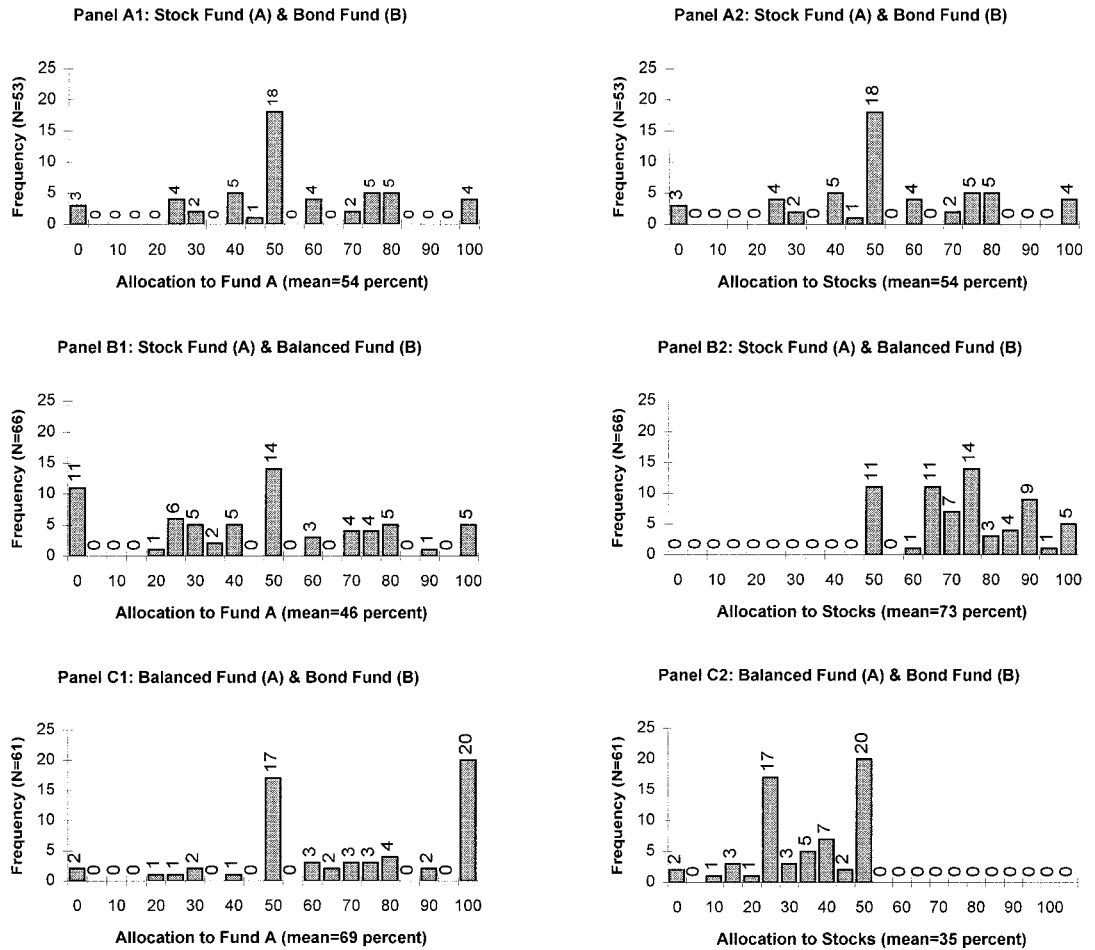 Panel A1: Stock Fund (A) & Bond Fund (B)
Frequency (N=53)
25
20
15
10
5
0
3 0 0 0 0 4 2 0 5 1 18 0 4 0 2 5 5 0 0 0 4
0 10 20 30 40 50 60 70 80 90 100
Allocation to Fund A (mean=54 percent)
Panel A2: Stock Fund (A) & Bond Fund (B)
Frequency (N=53)
25
20
15
10
5
0
3 0 0 0 0 4 2 0 5 1 18 0 4 0 2 5 5 0 0 0 4
0 10 20 30 40 50 60 70 80 90 100
Allocation to Stocks (mean=54 percent)
Panel B1: Stock Fund (A) & Balanced Fund (B)
Frequency (N=66)
25
20
15
10
5
0
11 0 0 0 1 6 5 2 5 0 14 0 3 0 4 4 5 0 1 0 5
0 10 20 30 40 50 60 70 80 90 100
Allocation to Fund A (mean=46 percent)
Panel B2: Stock Fund (A) & Balanced Fund (B)
Frequency (N=66)
25
20
15
10
5
0
0 0 0 0 0 0 0 0 0 0 11 0 1 11 7 14 3 4 9 1 5
0 10 20 30 40 50 60 70 80 90 100
Allocation to Stocks (mean=73 percent)
Panel C1: Balanced Fund (A) & Bond Fund (B)
Frequency (N=61)
25
20
15
10
5
0
2 0 0 0 1 1 2 0 1 0 17 0 3 2 3 3 4 0 2 0 20
0 10 20 30 40 50 60 70 80 90 100
Allocation to Fund A (mean=69 percent)
Panel C2: Balanced Fund (A) & Bond Fund (B)
Frequency (N=61)
25
20
15
10
5
0
2 0 1 3 1 17 3 5 7 2 20 0 0 0 0 0 0 0 0 0 0
0 10 20 30 40 50 60 70 80 90 100
Allocation to Stocks (mean=35 percent)